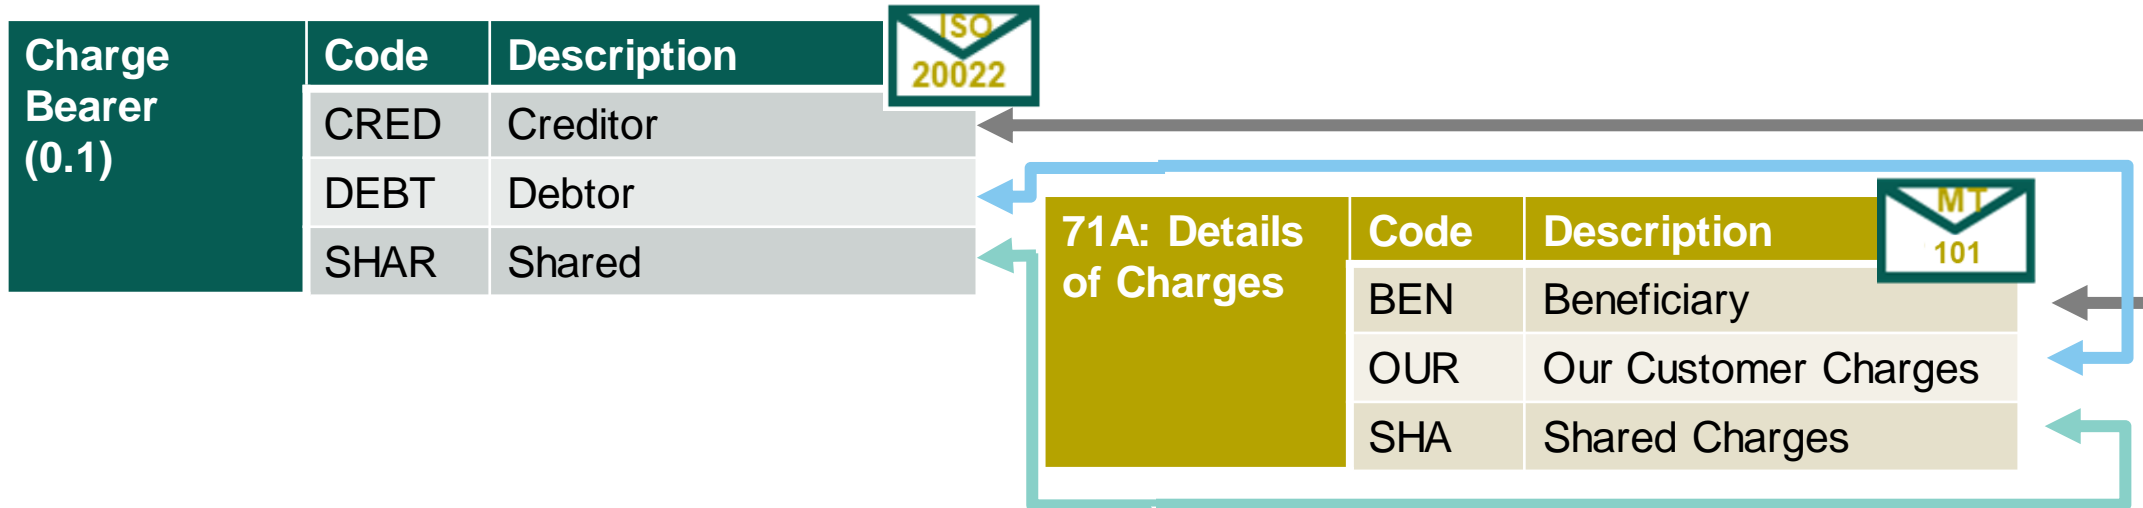 Charge Bearer (0.1) Code Description
ISO 20022
CRED Creditor
DEBT Debtor
SHAR Shared
71A: Details of Charges Code Description
MT 101
BEN Beneficiary
OUR Our Customer Charges
SHA Shared Charges